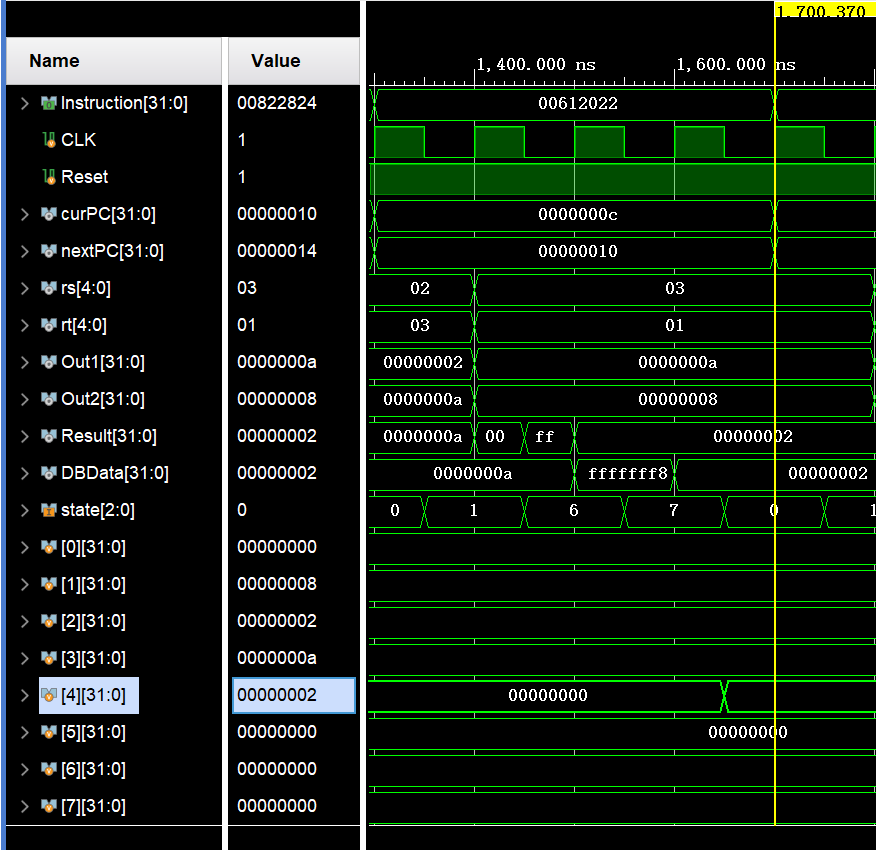 1,700.370
Name Value 1,400.000 ns 1,600.000 ns
Instruction[31:0] 00822824 00612022
CLK 1
Reset 1
curPC[31:0] 00000010 0000000c
nextPC[31:0] 00000014 00000010
rs[4:0] 03 02 03
rt[4:0] 01 03 01
Out1[31:0] 0000000a 00000002 0000000a
Out2[31:0] 00000008 0000000a 00000008
Result[31:0] 00000002 0000000a 00 ff 00000002
DBData[31:0] 00000002 0000000a fffffff8 00000002
state[2:0] 0 0 1 6 7 0 1
[0][31:0] 00000000
[1][31:0] 00000008
[2][31:0] 00000002
[3][31:0] 0000000a
[4][31:0] 00000002 00000000
[5][31:0] 00000000 00000000
[6][31:0] 00000000
[7][31:0] 00000000